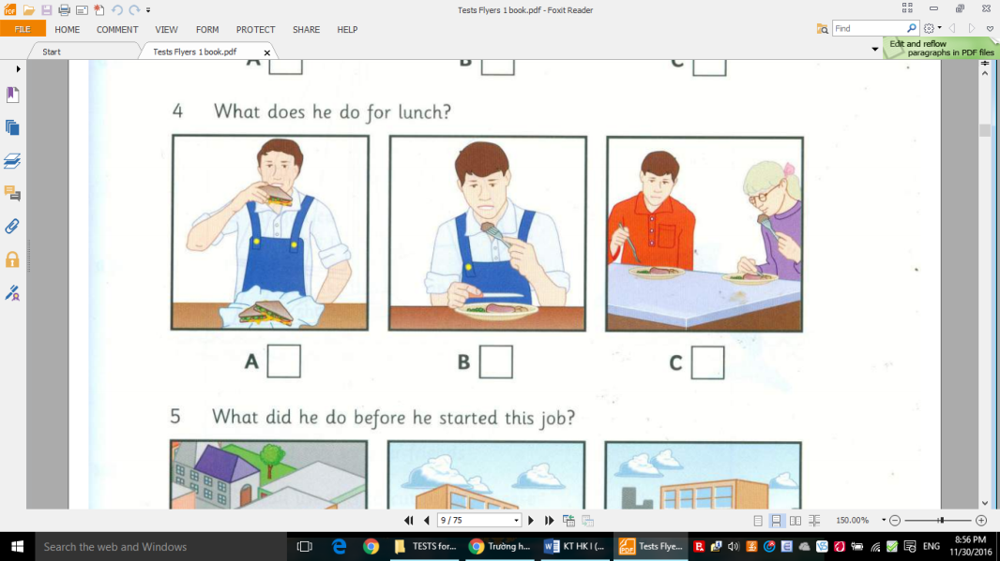 Tests Flyers 1 book.pdf - Foxit Reader
FILE HOME COMMENT VIEW FORM PROTECT SHARE HELP
Find
Start Tests Flyers 1 book.pdf
Edit and reflow
paragraphs in PDF files
A B C
4 What does he do for lunch?
A B C
5 What did he do before he started this job?
9 / 75
150.00%
Search the web and Windows
TESTS for...
Trường h...
KT HK I (...
Tests Flye...
ENG
8:56 PM
11/30/2016